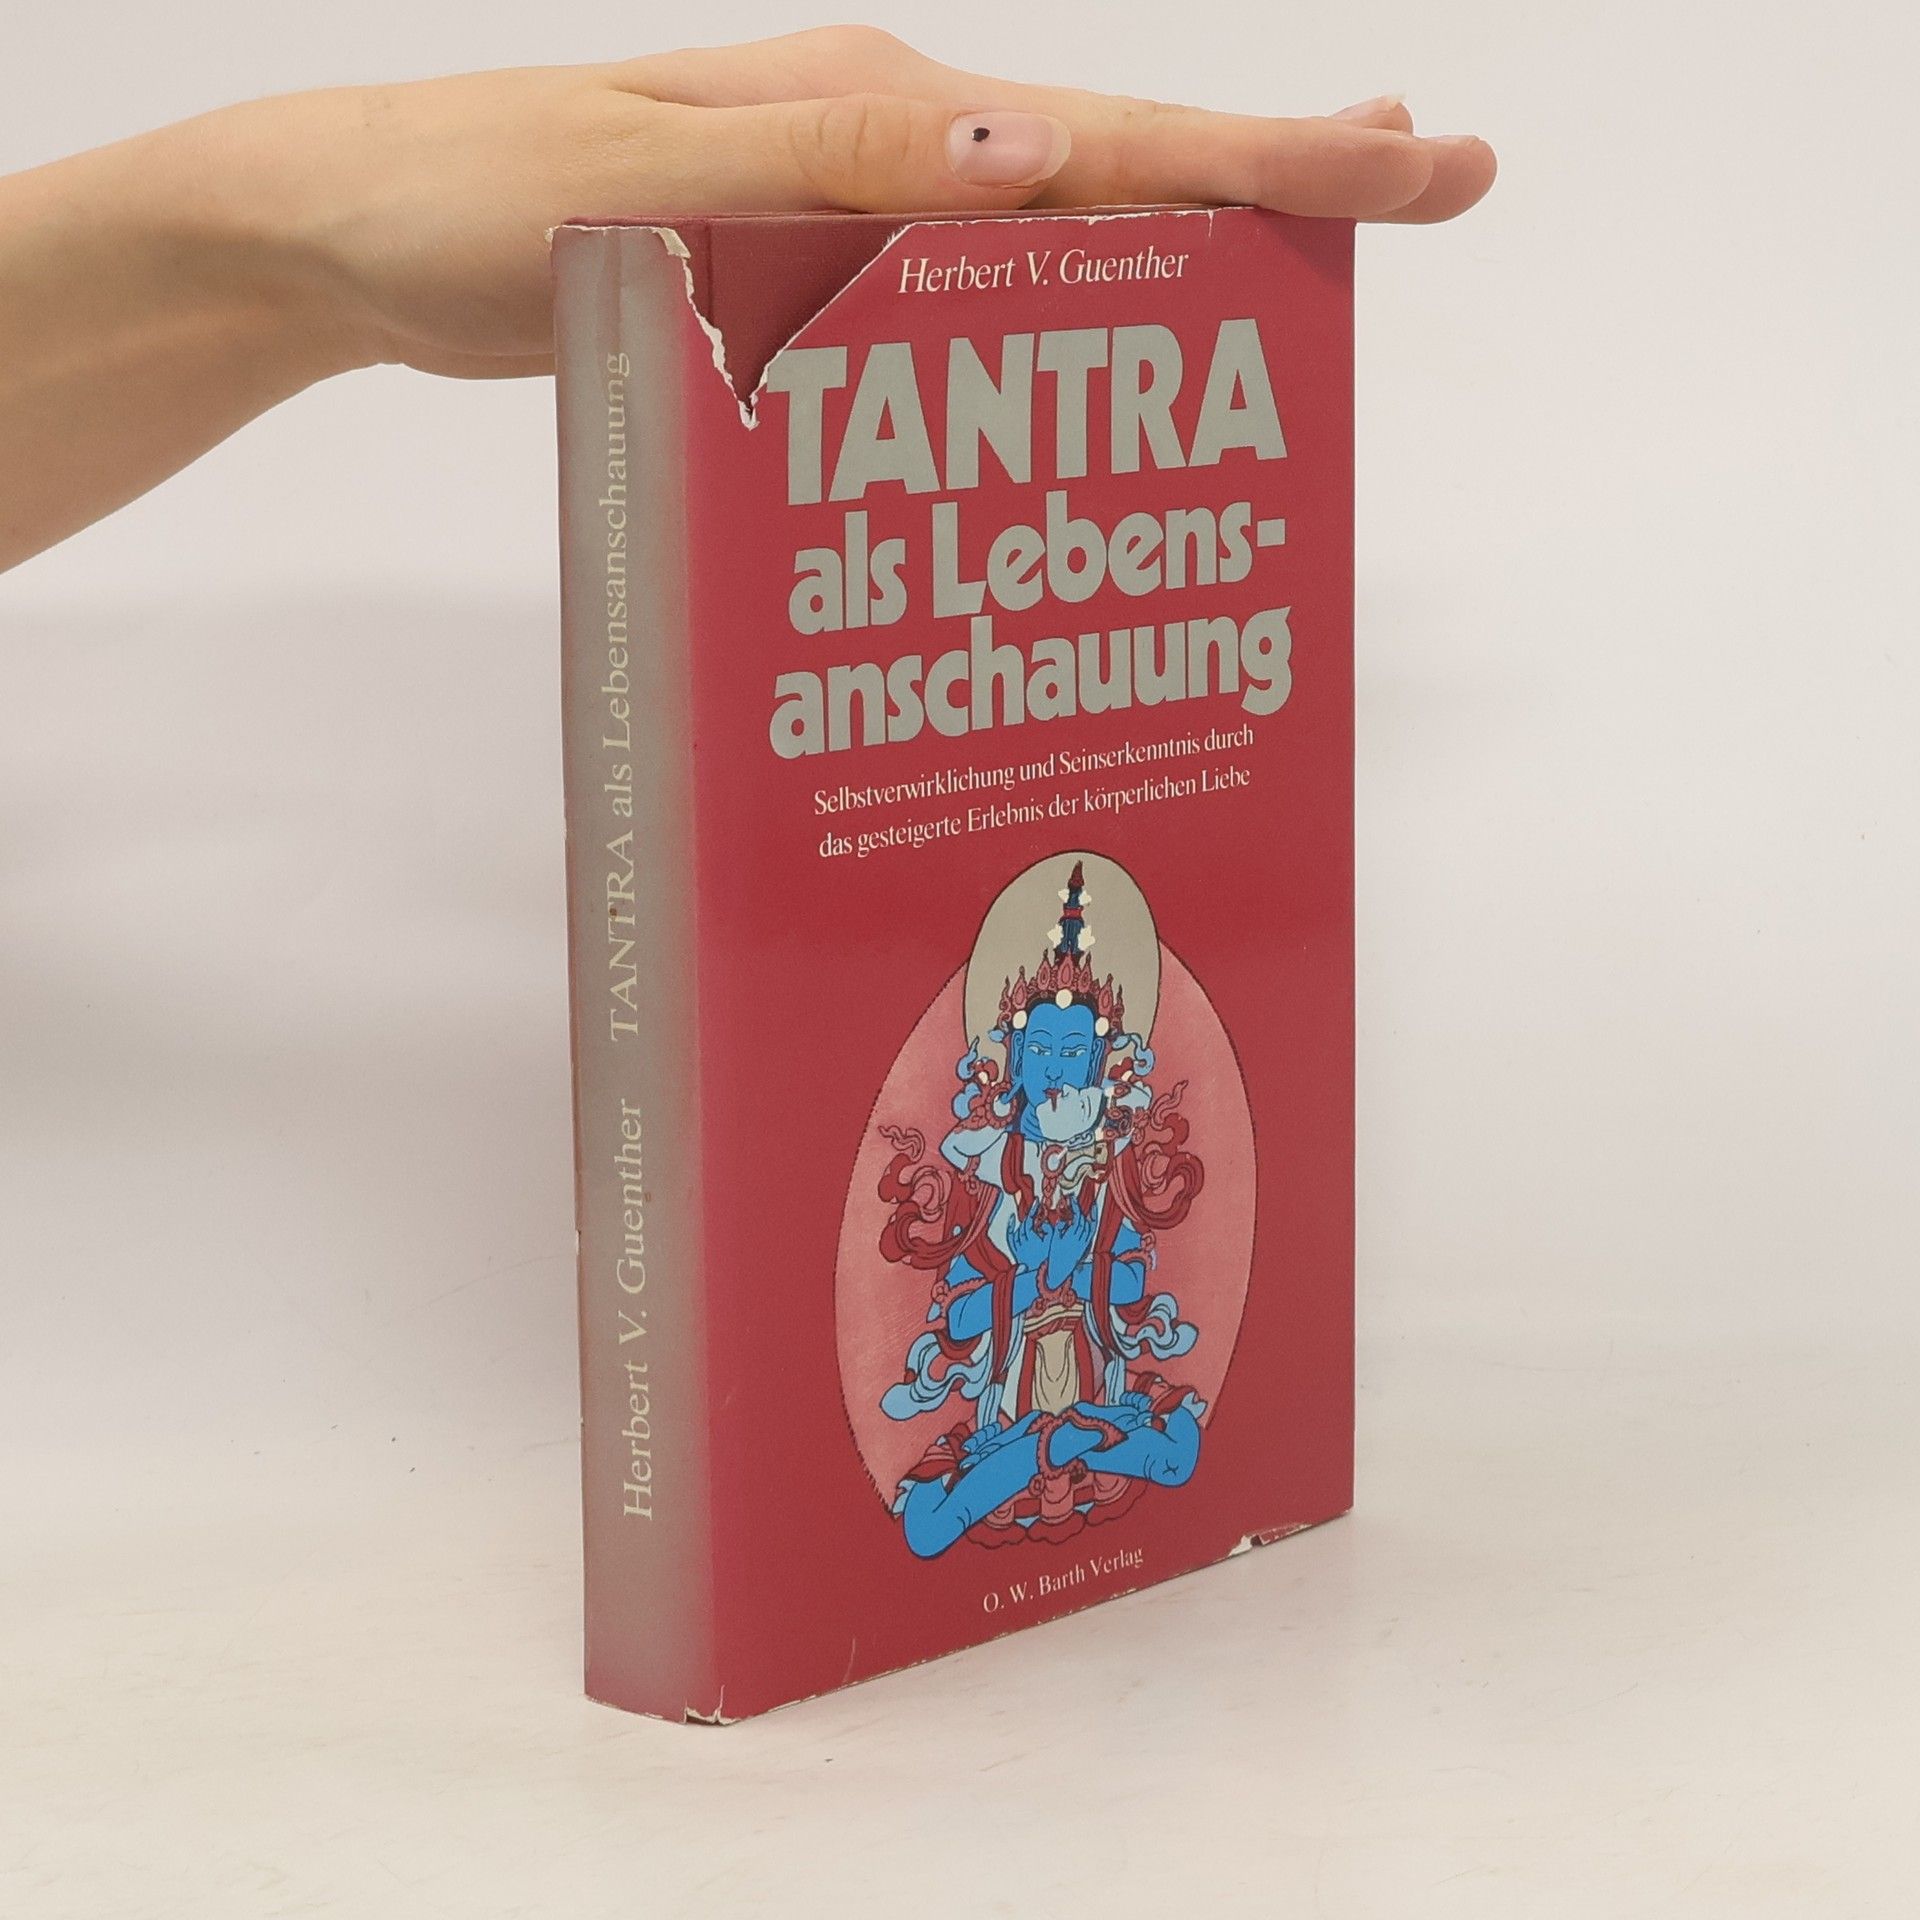 Herbert V. Guenther TANTRA als Lebensanschauung
Herbert V. Guenther
TANTRA
als Lebens-
anschauung
Selbstverwirklichung und Seinserkenntnis durch
das gesteigerte Erlebnis der körperlichen Liebe
O. W. Barth Verlag